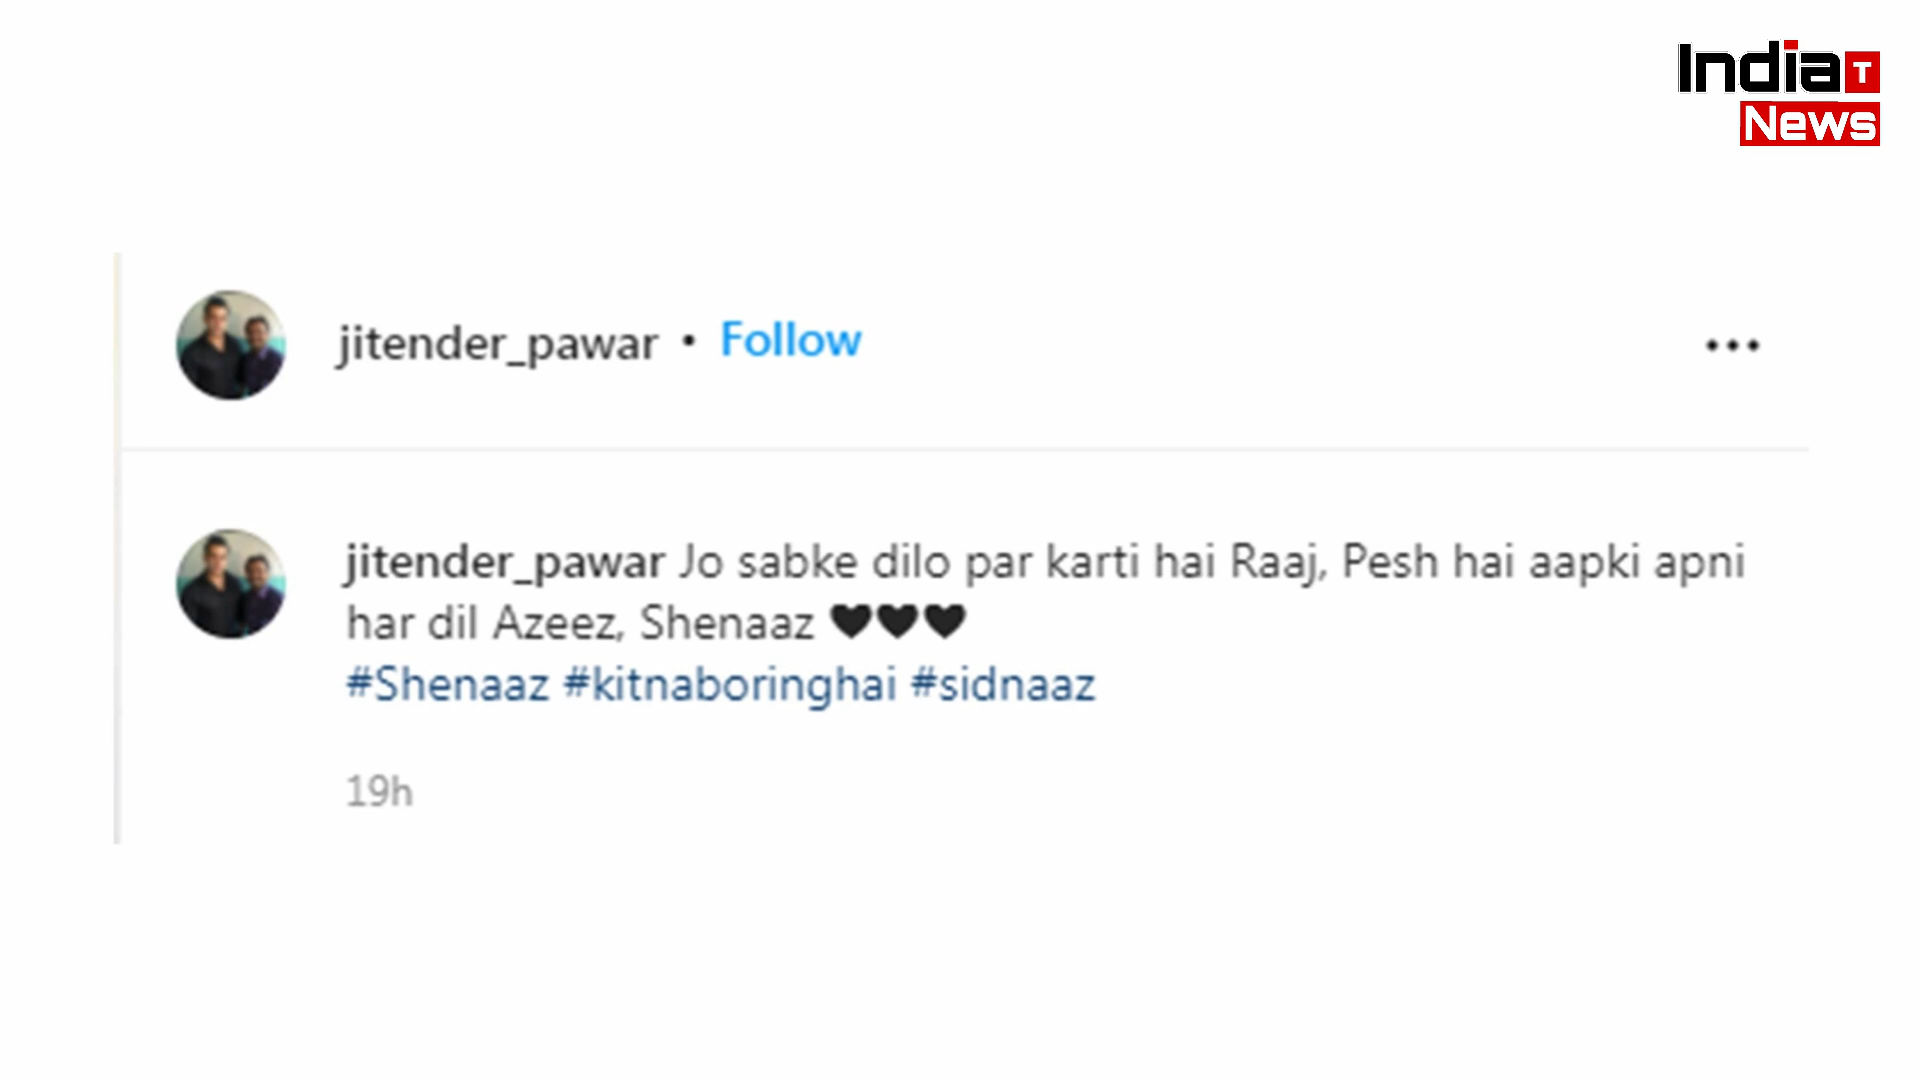 India T
News
jitender_pawar • Follow
jitender_pawar Jo sabke dilo par karti hai Raaj, Pesh hai aapki apni
har dil Azeez, Shenaaz 🖤🖤🖤
#Shenaaz #kitnaboringhai #sidnaaz
19h